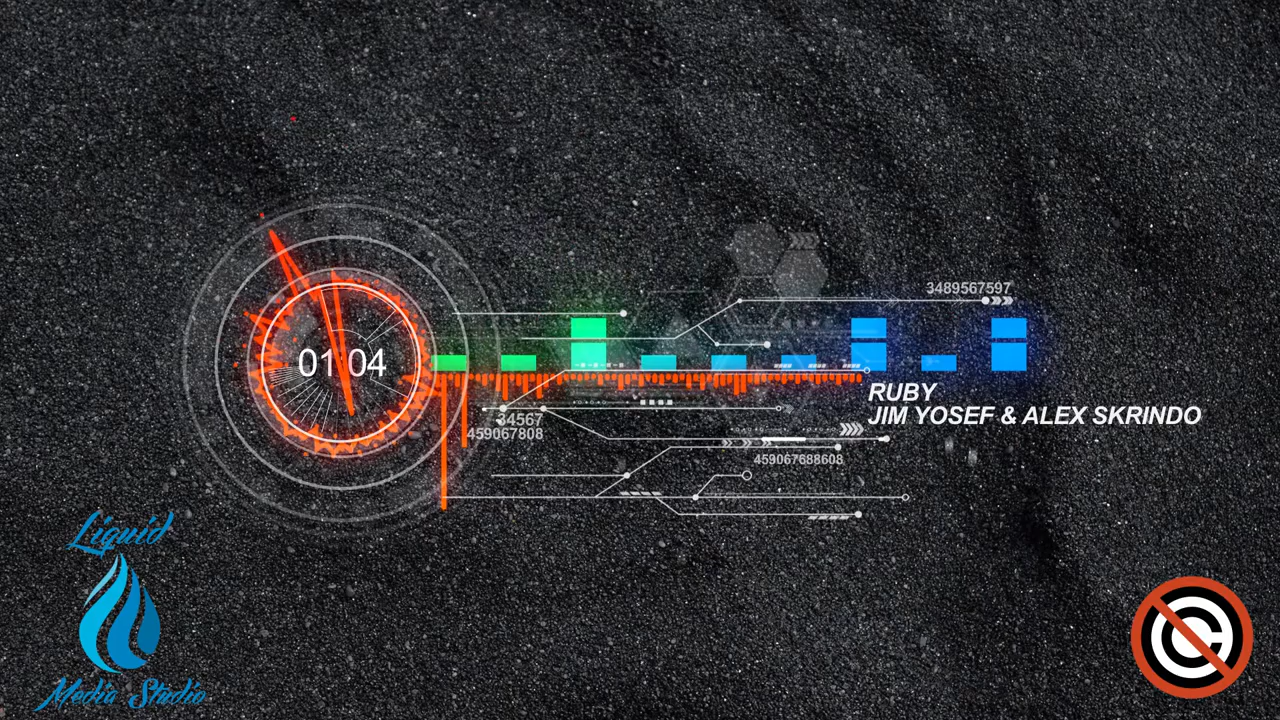 3489567597
01:04
RUBY
JIM YOSEF & ALEX SKRINDO
34567
459067808
459067688608
Liquid
Media Studio